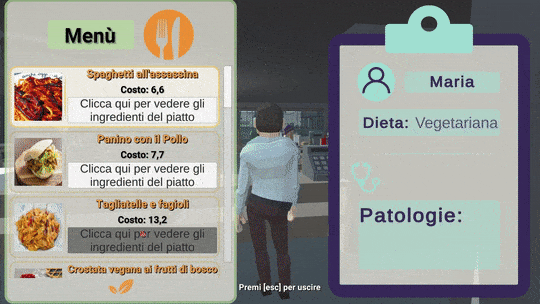 Menù
Spaghetti all'assassina
Costo: 6,6
Clicca qui per vedere gli
ingredienti del piatto
Panino con il Pollo
Costo: 7,7
Clicca qui per vedere gli
ingredienti del piatto
Tagliatelle e fagioli
Costo: 13,2
Clicca qui per vedere gli
ingredienti del piatto
Crostata vegana ai frutti di bosco
Maria
Dieta: Vegetariana
Patologie:
Premi [esc] per uscire